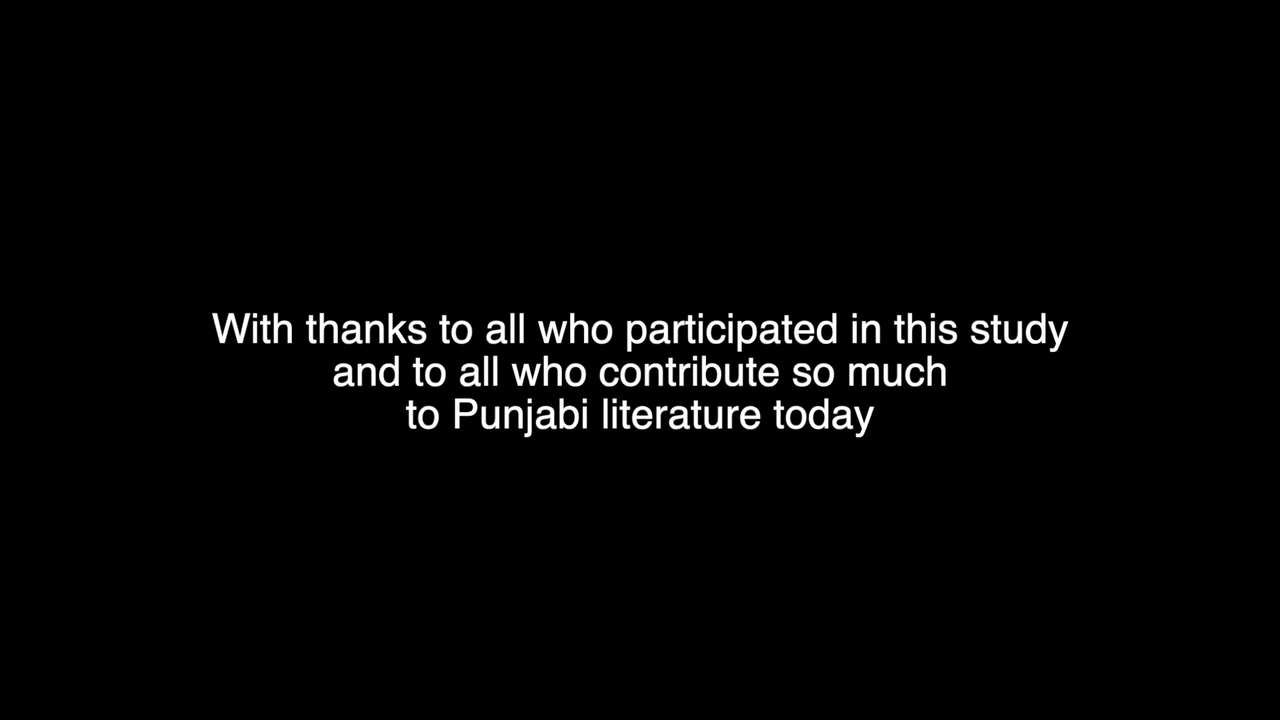 With thanks to all who participated in this study
and to all who contribute so much
to Punjabi literature today